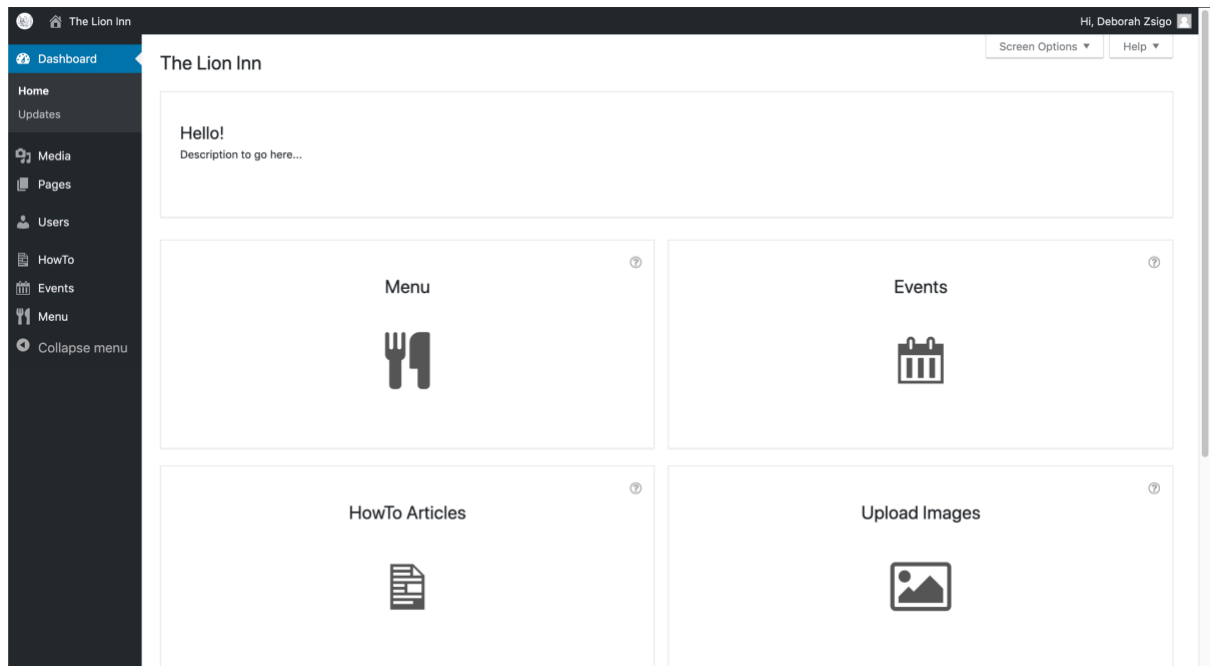 The Lion Inn
Hi, Deborah Zsigo
Dashboard
Home
Updates
Media
Pages
Users
HowTo
Events
Menu
Collapse menu
Screen Options ▼
Help ▼
The Lion Inn
Hello!
Description to go here...
Menu
Events
HowTo Articles
Upload Images